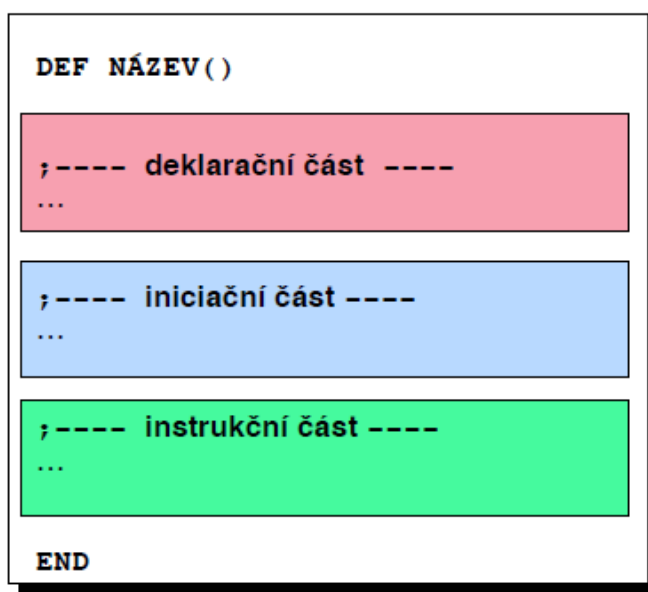 DEF NÁZEV()
;---- deklarační část ----
...
;---- iniciační část ----
...
;---- instrukční část ----
...
END